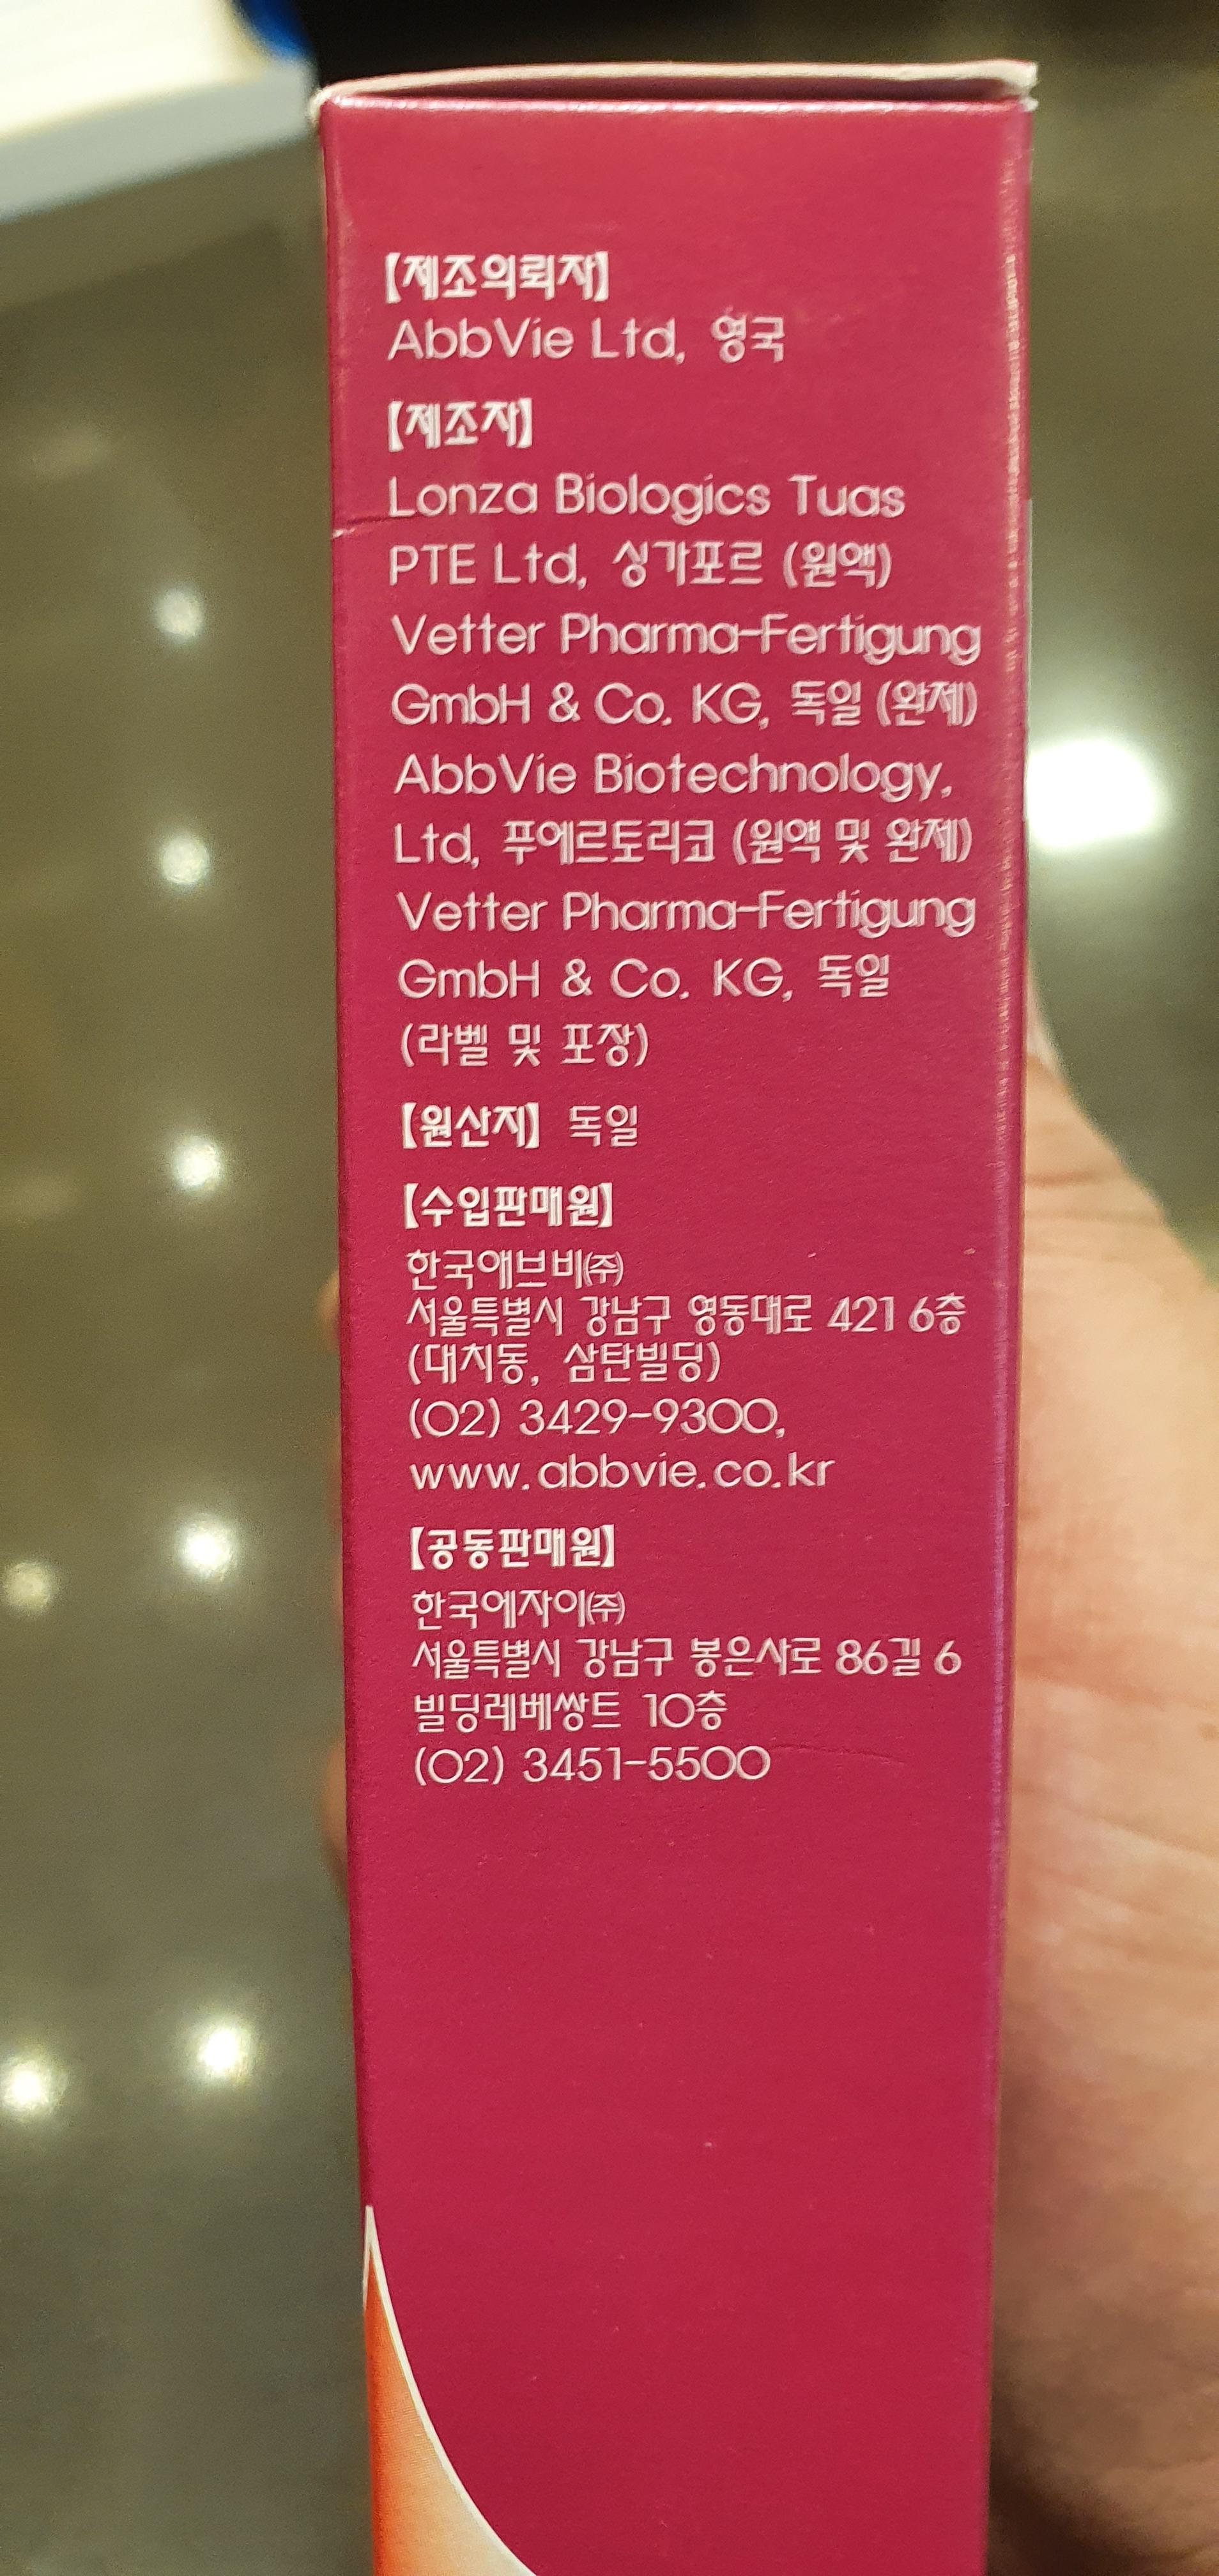 【제조의뢰자】
AbbVie Ltd, 영국
【제조자】
Lonza Biologics Tuas
PTE Ltd, 싱가포르 (원액)
Vetter Pharma-Fertigung
GmbH & Co. KG, 독일 (완제)
AbbVie Biotechnology,
Ltd, 푸에르토리코 (원액 및 완제)
Vetter Pharma-Fertigung
GmbH & Co. KG, 독일
(라벨 및 포장)
【원산지】 독일
【수입판매원】
한국애브비㈜
서울특별시 강남구 영동대로 421 6층
(대치동, 삼탄빌딩)
(02) 3429-9300,
www.abbvie.co.kr
【공동판매원】
한국에자이㈜
서울특별시 강남구 봉은사로 86길 6
빌딩레베쌍트 10층
(02) 3451-5500